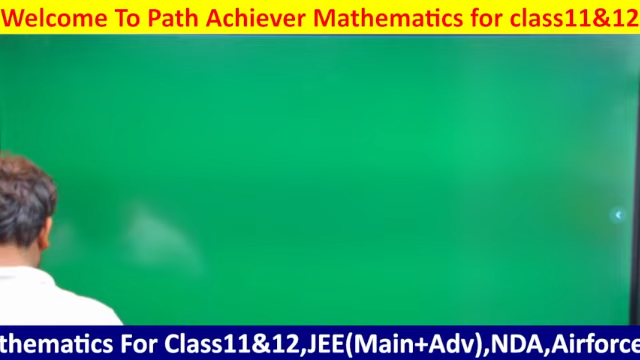 Welcome To Path Achiever Mathematics for class11&12
thematics For Class11&12,JEE(Main+Adv),NDA,Airforce